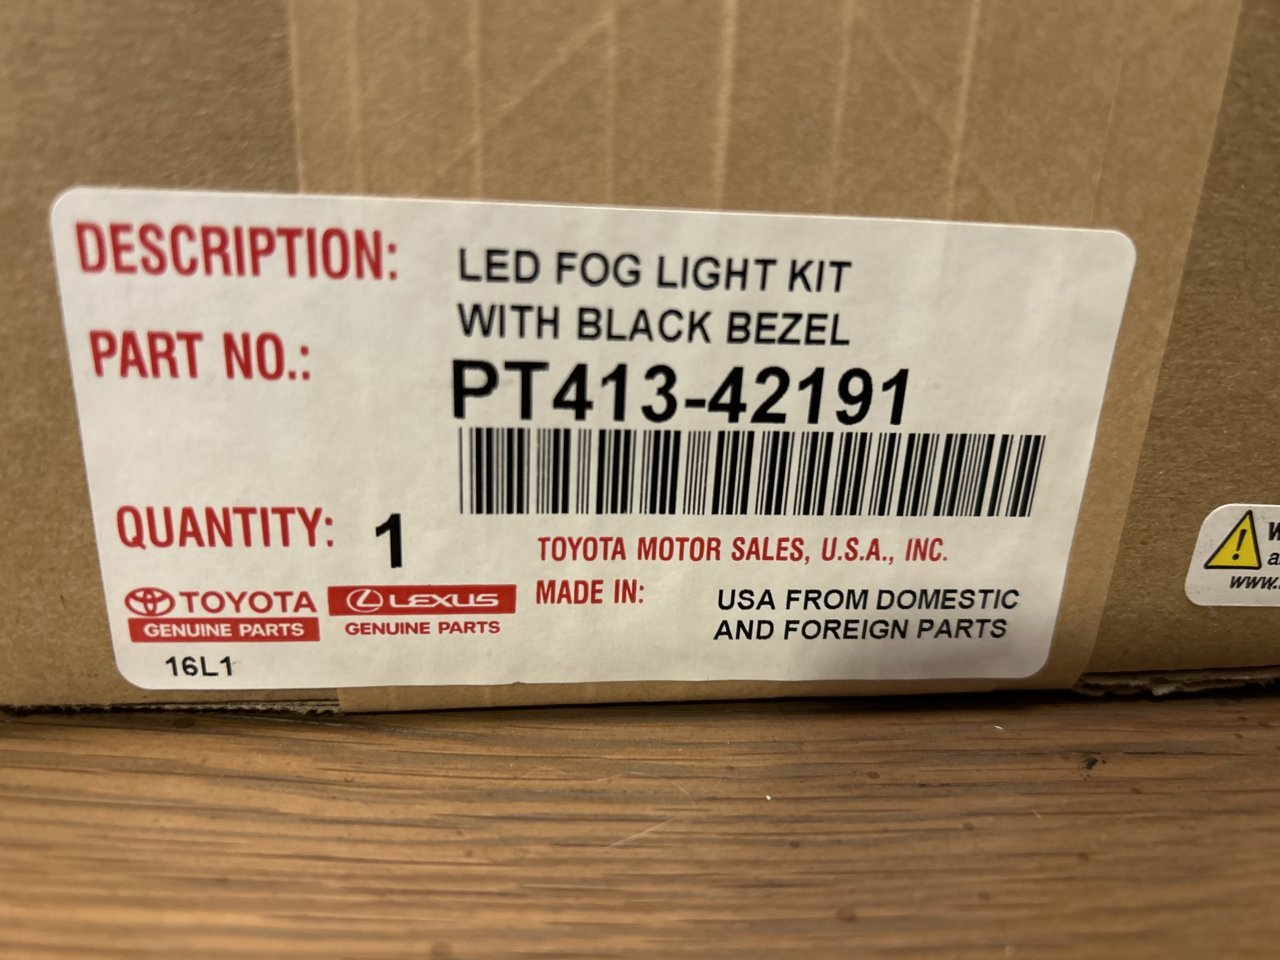 DESCRIPTION: LED FOG LIGHT KIT
WITH BLACK BEZEL
PART NO.: PT413-42191
QUANTITY: 1
TOYOTA MOTOR SALES, U.S.A., INC.
MADE IN: USA FROM DOMESTIC
AND FOREIGN PARTS
TOYOTA
GENUINE PARTS
LEXUS
GENUINE PARTS
16L1
www.